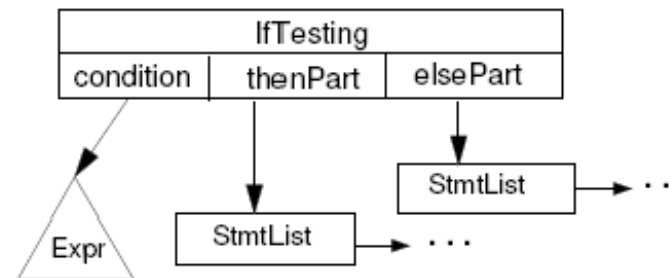 IfTesting
condition thenPart elsePart
StmtList . .
StmtList . . .
Expr